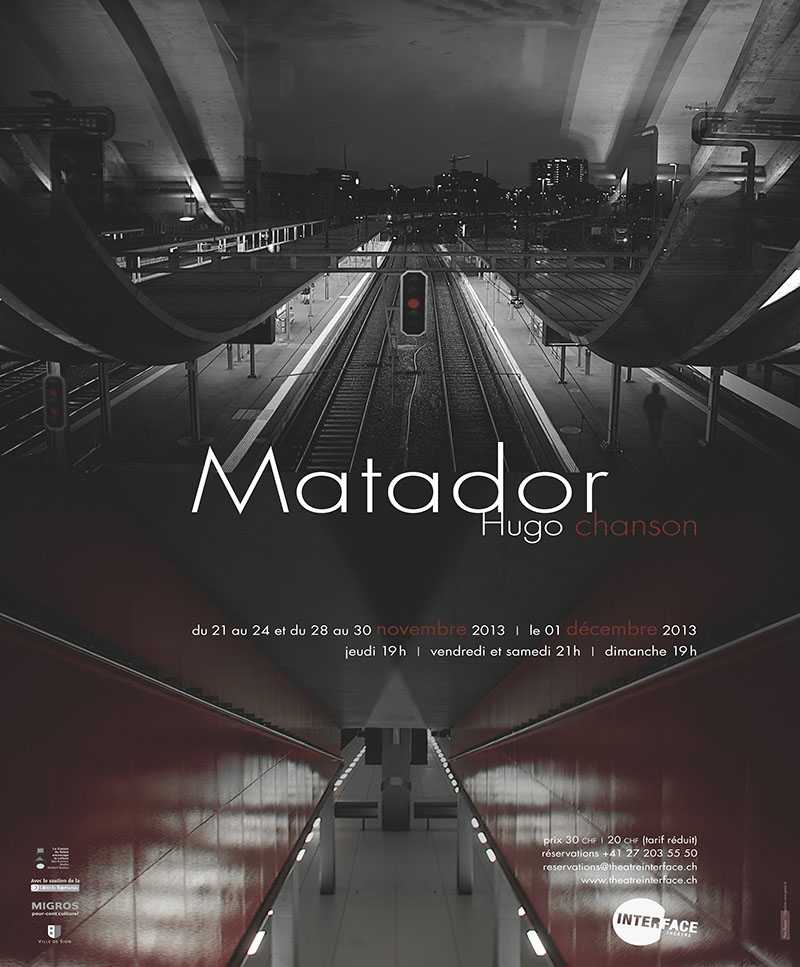 Matador
Hugo chanson
du 21 au 24 et du 28 au 30 novembre 2013 | le 01 décembre 2013
jeudi 19h | vendredi et samedi 21h | dimanche 19h
prix 30 CHF | 20 CHF (tarif réduit)
réservations +41 27 203 55 50
reservations@theatreinterface.ch
www.theatreinterface.ch
INTERFACE
THÉÂTRE
Avec le soutien de la
Loterie Romande
MIGROS
pour-cent culturel
VILLE DE SION